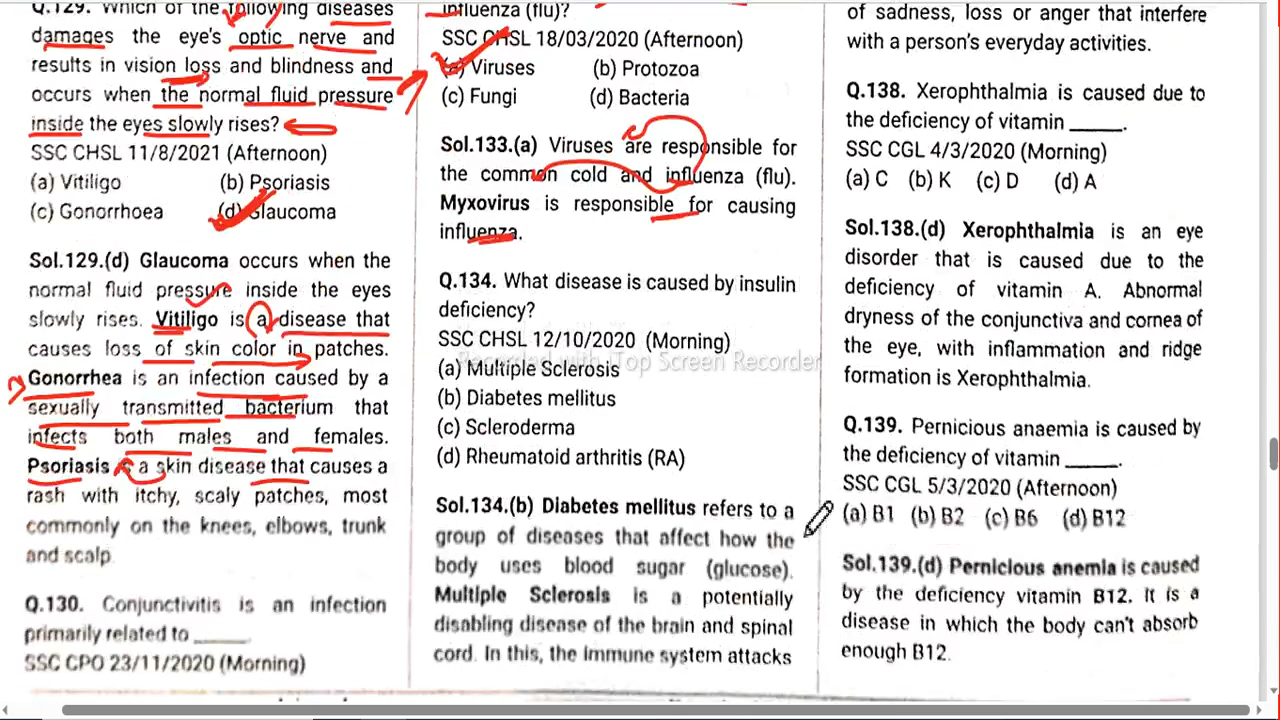 Q.129. Which of the following diseases
damages the eye's optic nerve and
results in vision loss and blindness and
occurs when the normal fluid pressure
inside the eyes slowly rises?
SSC CHSL 11/8/2021 (Afternoon)
(a) Vitiligo (b) Psoriasis
(c) Gonorrhoea (d) Glaucoma
Sol.129.(d) Glaucoma occurs when the
normal fluid pressure inside the eyes
slowly rises. Vitiligo is a disease that
causes loss of skin color in patches.
Gonorrhea is an infection caused by a
sexually transmitted bacterium that
infects both males and females.
Psoriasis is a skin disease that causes a
rash with itchy, scaly patches, most
commonly on the knees, elbows, trunk
and scalp.
Q.130. Conjunctivitis is an infection
primarily related to _____.
SSC CPO 23/11/2020 (Morning)
influenza (flu)?
SSC CHSL 18/03/2020 (Afternoon)
(a) Viruses (b) Protozoa
(c) Fungi (d) Bacteria
Sol.133.(a) Viruses are responsible for
the common cold and influenza (flu).
Myxovirus is responsible for causing
influenza.
Q.134. What disease is caused by insulin
deficiency?
SSC CHSL 12/10/2020 (Morning)
Recorded with iTop Screen Recorder
(a) Multiple Sclerosis
(b) Diabetes mellitus
(c) Scleroderma
(d) Rheumatoid arthritis (RA)
Sol.134.(b) Diabetes mellitus refers to a
group of diseases that affect how the
body uses blood sugar (glucose).
Multiple Sclerosis is a potentially
disabling disease of the brain and spinal
cord. In this, the immune system attacks
of sadness, loss or anger that interfere
with a person's everyday activities.
Q.138. Xerophthalmia is caused due to
the deficiency of vitamin _____.
SSC CGL 4/3/2020 (Morning)
(a) C (b) K (c) D (d) A
Sol.138.(d) Xerophthalmia is an eye
disorder that is caused due to the
deficiency of vitamin A. Abnormal
dryness of the conjunctiva and cornea of
the eye, with inflammation and ridge
formation is Xerophthalmia.
Q.139. Pernicious anaemia is caused by
the deficiency of vitamin _____.
SSC CGL 5/3/2020 (Afternoon)
(a) B1 (b) B2 (c) B6 (d) B12
Sol.139.(d) Pernicious anemia is caused
by the deficiency vitamin B12. It is a
disease in which the body can't absorb
enough B12.